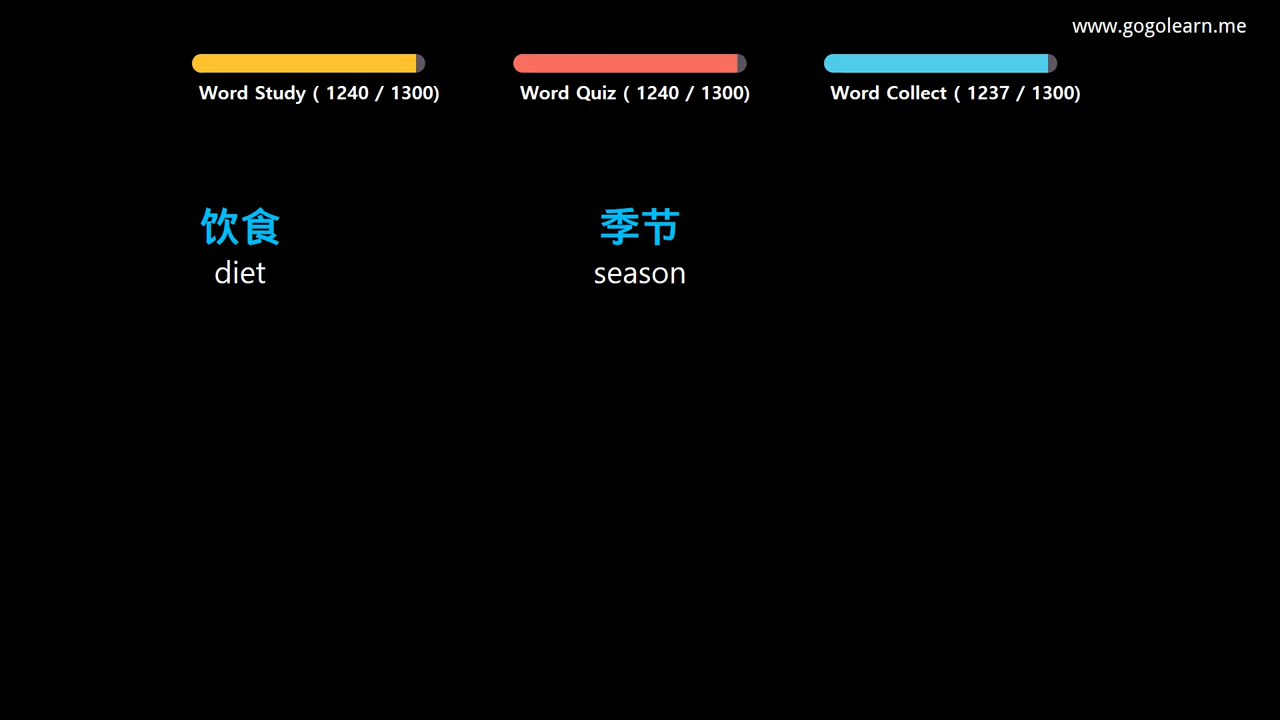 www.gogolearn.me
Word Study ( 1240 / 1300)
Word Quiz ( 1240 / 1300)
Word Collect ( 1237 / 1300)
饮食
diet
季节
season